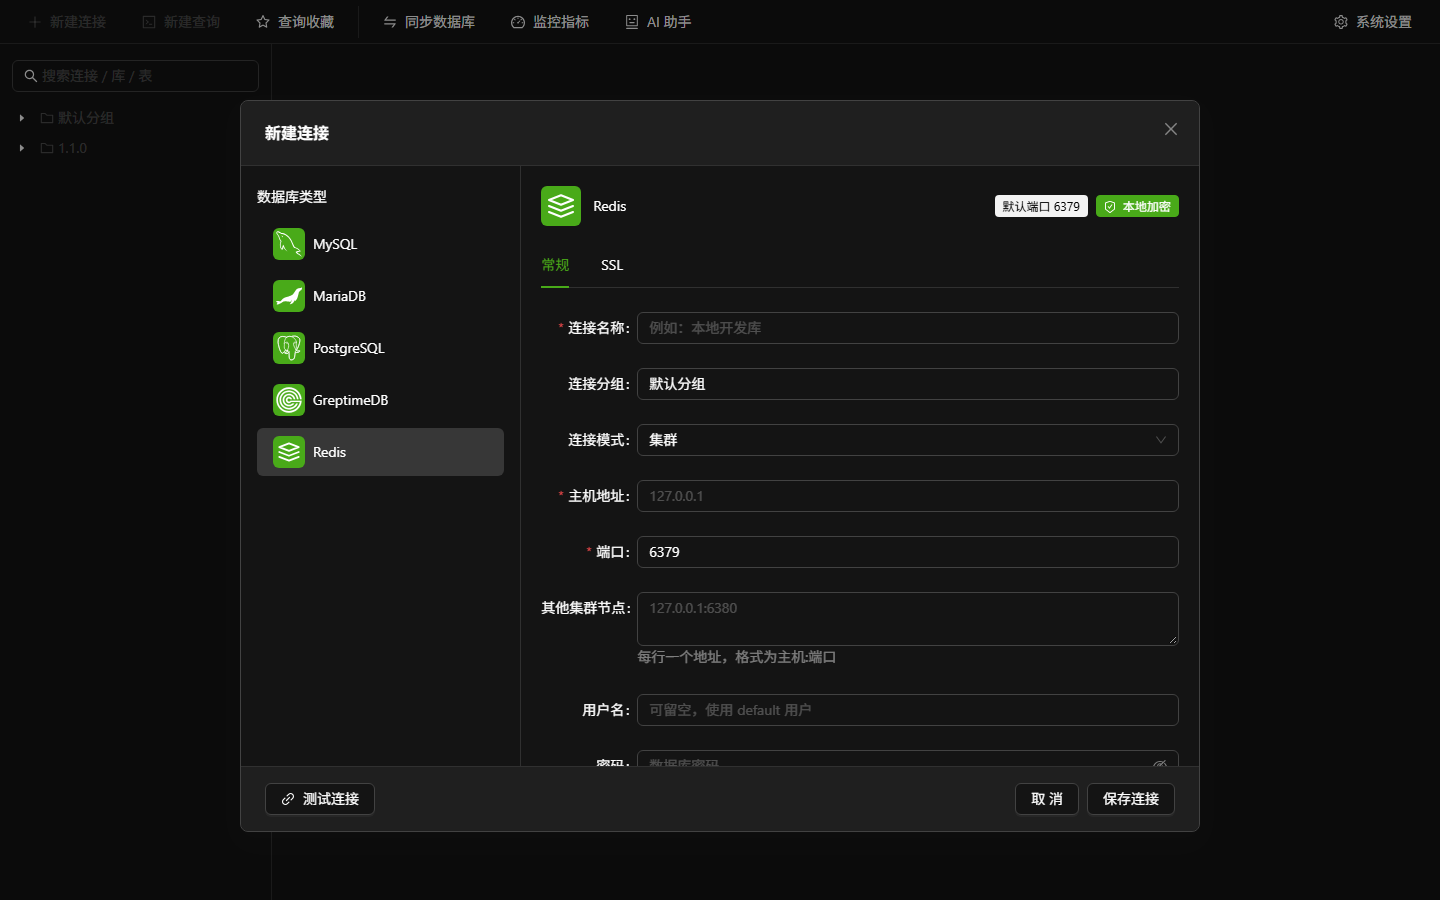 新建连接
新建查询
查询收藏
同步数据库
监控指标
AI 助手
系统设置
搜索连接 / 库 / 表
默认分组
1.1.0
新建连接
数据库类型
MySQL
MariaDB
PostgreSQL
GreptimeDB
Redis
Redis
默认端口 6379
本地加密
常规
SSL
* 连接名称:
例如：本地开发库
连接分组:
默认分组
连接模式:
集群
* 主机地址:
127.0.0.1
* 端口:
6379
其他集群节点:
127.0.0.1:6380
每行一个地址，格式为主机:端口
用户名:
可留空，使用 default 用户
密码:
数据库密码
测试连接
取 消
保存连接